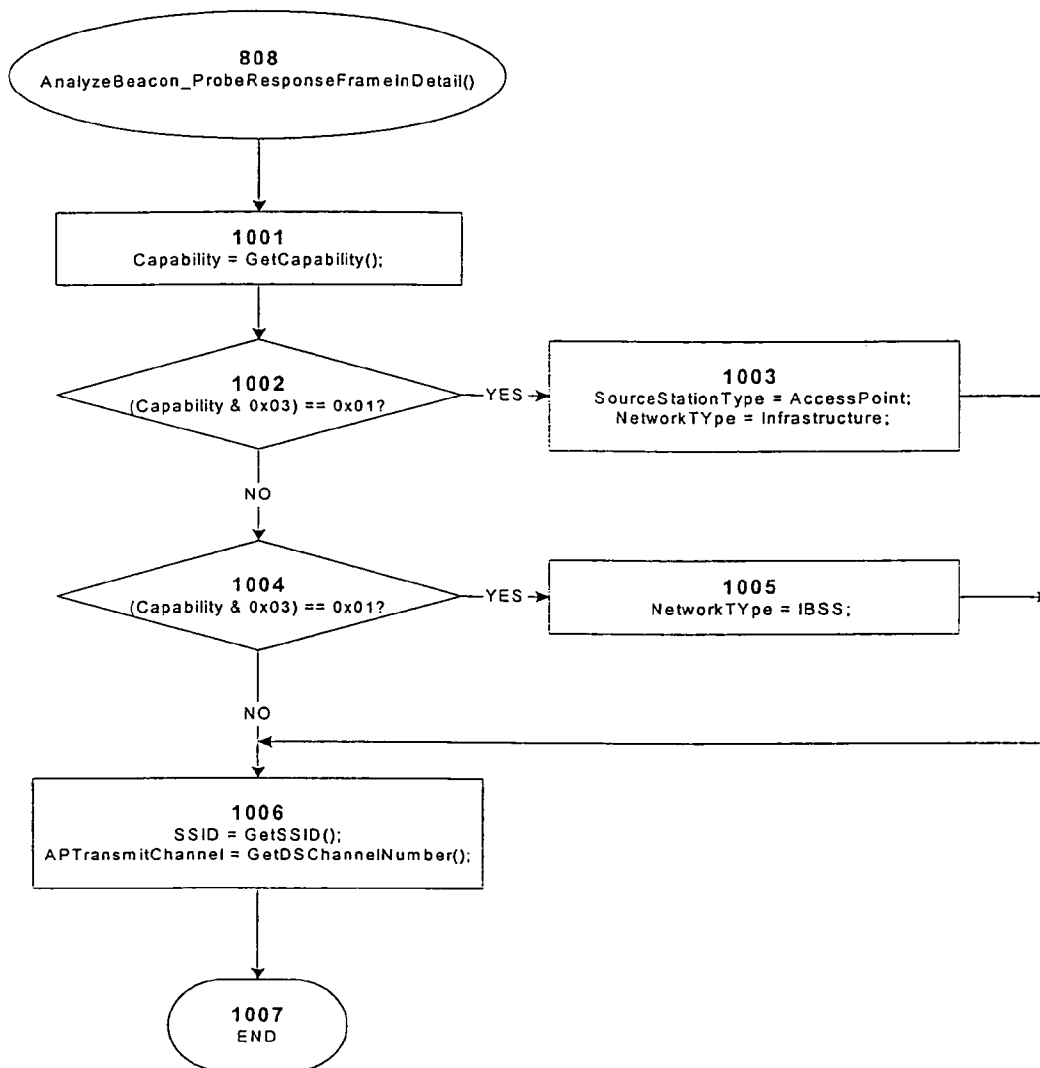 808
AnalyzeBeacon_ProbeResponseFrameInDetail()
1001
Capability = GetCapability();
1002
(Capability & 0x03) == 0x01?
YES
1003
SourceStationType = AccessPoint;
NetworkTYpe = Infrastructure;
NO
1004
(Capability & 0x03) == 0x01?
YES
1005
NetworkTYpe = IBSS;
NO
1006
SSID = GetSSID();
APTransmitChannel = GetDSChannelNumber();
1007
END